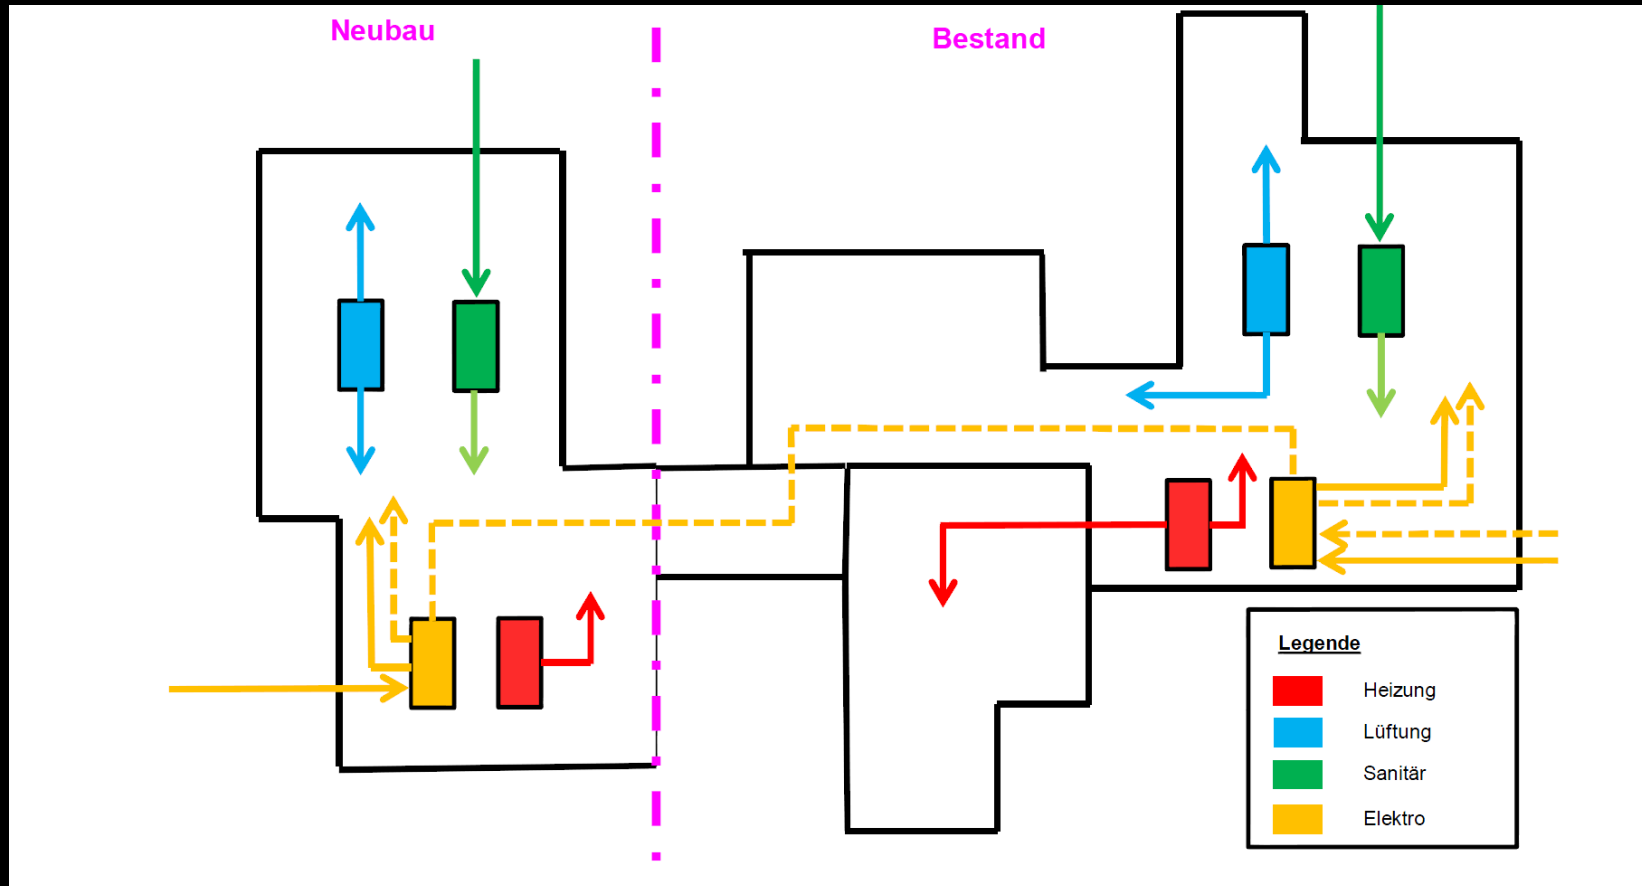 Neubau
Bestand
Legende
Heizung
Lüftung
Sanitär
Elektro